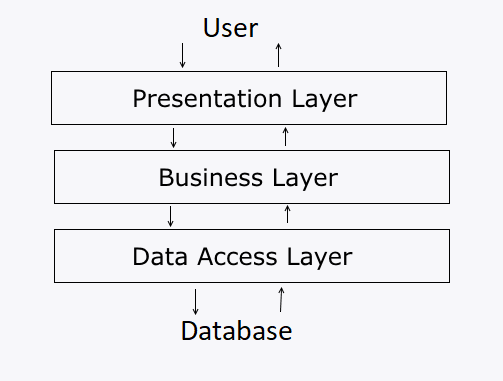 User
Presentation Layer
Business Layer
Data Access Layer
Database